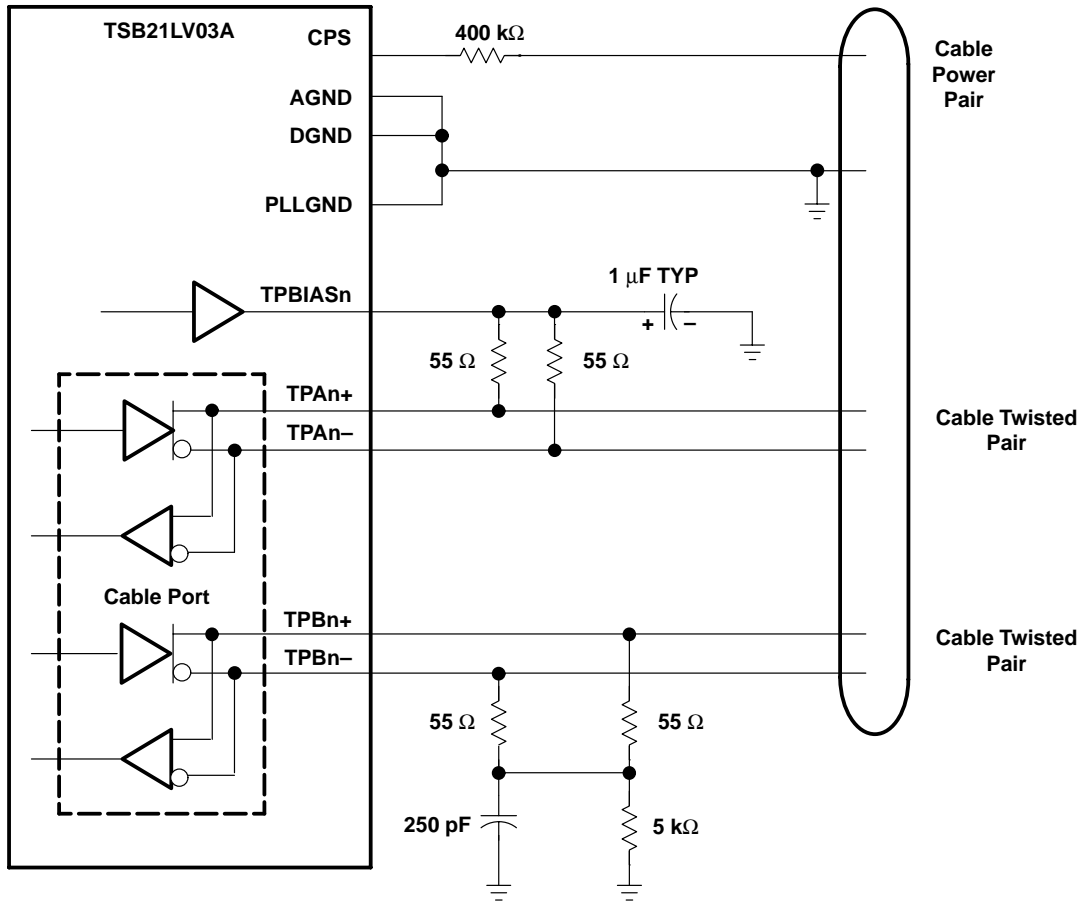 TSB21LV03A
CPS
400 kΩ
Cable
Power
Pair
AGND
DGND
PLLGND
TPBIASn
1 μF TYP
+
–
55 Ω
55 Ω
TPAn+
TPAn–
Cable Twisted
Pair
Cable Port
TPBn+
TPBn–
Cable Twisted
Pair
55 Ω
55 Ω
250 pF
5 kΩ